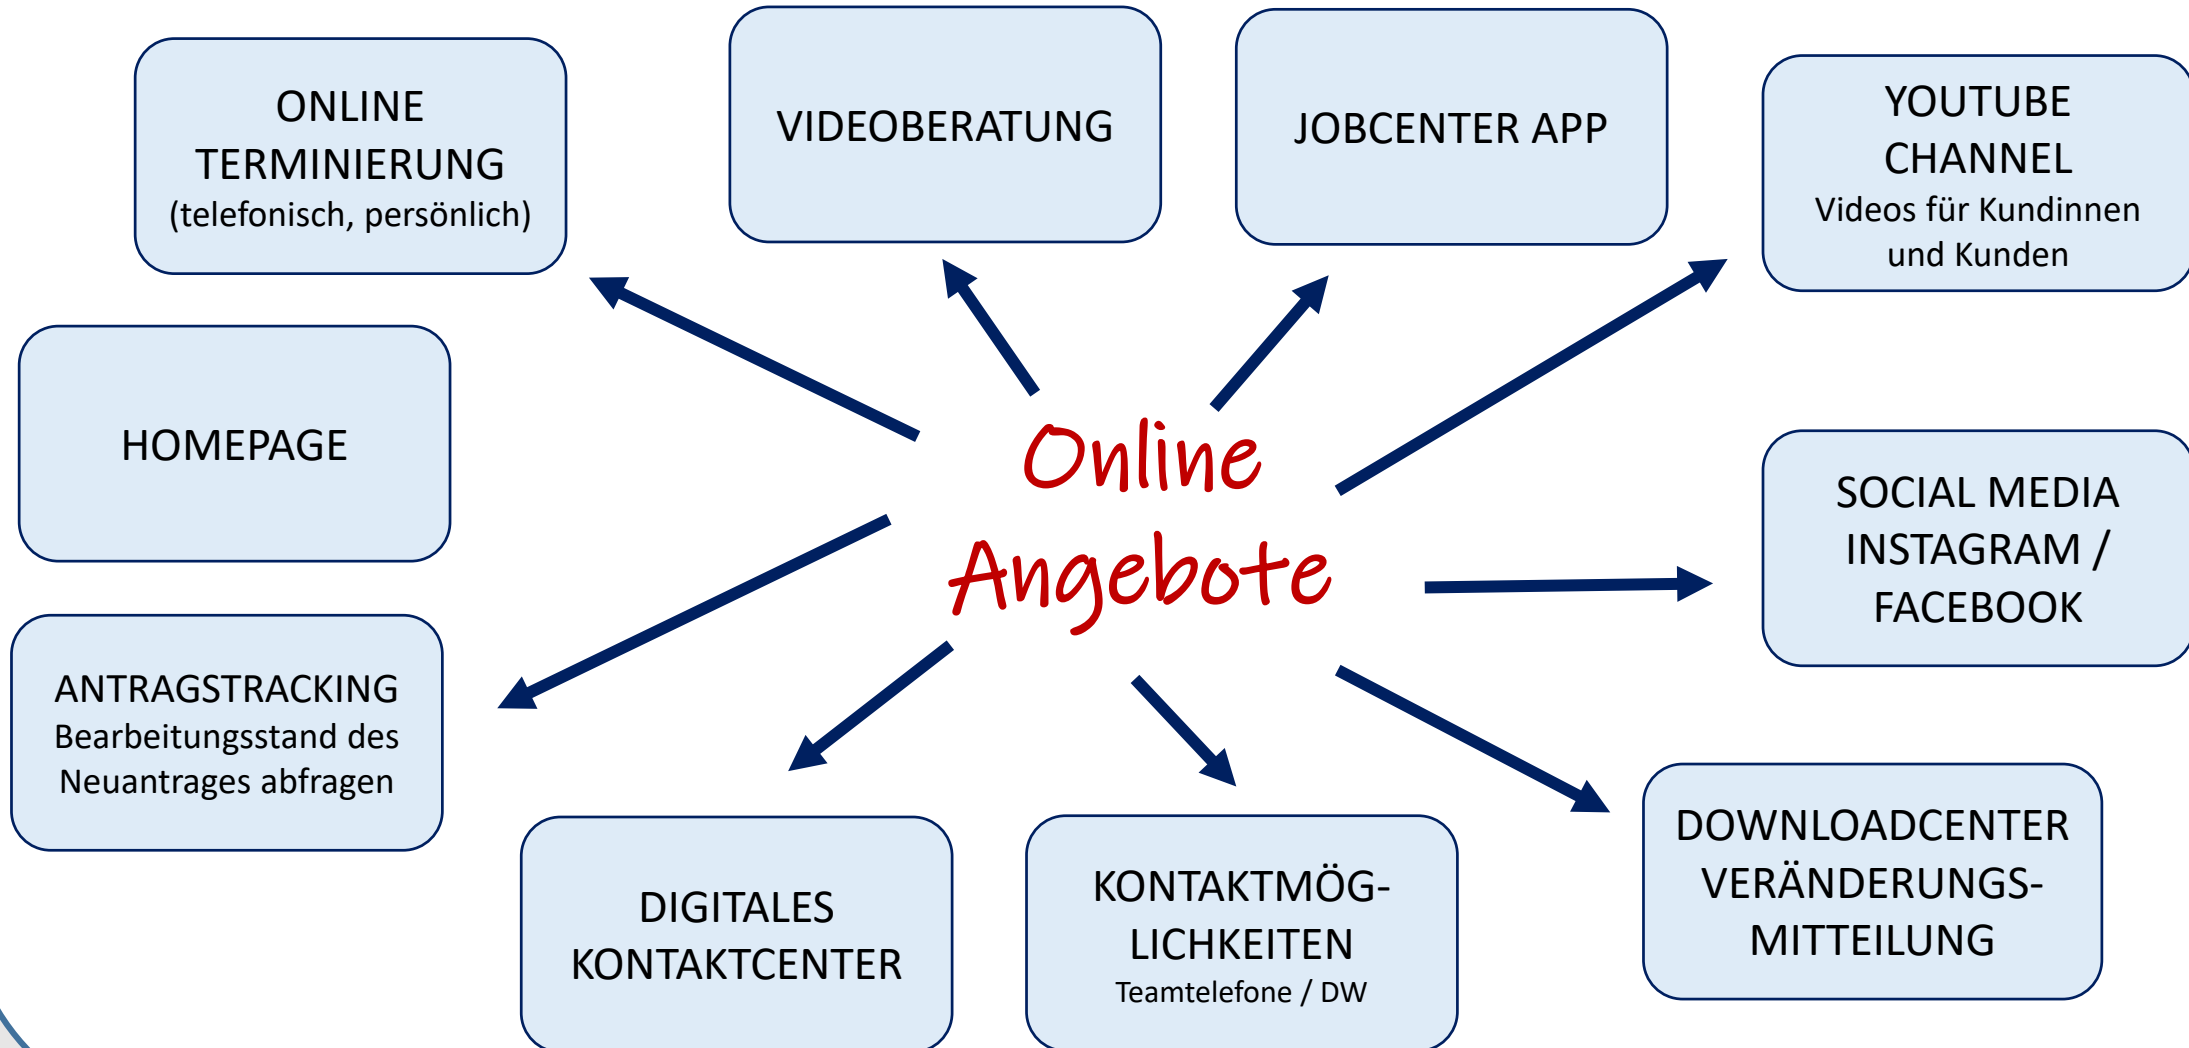 ONLINE
TERMINIERUNG
(telefonisch, persönlich)
VIDEOBERATUNG
JOBCENTER APP
YOUTUBE
CHANNEL
Videos für Kundinnen
und Kunden
HOMEPAGE
Online
Angebote
SOCIAL MEDIA
INSTAGRAM /
FACEBOOK
ANTRAGSTRACKING
Bearbeitungsstand des
Neuantrages abfragen
DIGITALES
KONTAKTCENTER
KONTAKTMÖG-
LICHKEITEN
Teamtelefone / DW
DOWNLOADCENTER
VERÄNDERUNGS-
MITTEILUNG